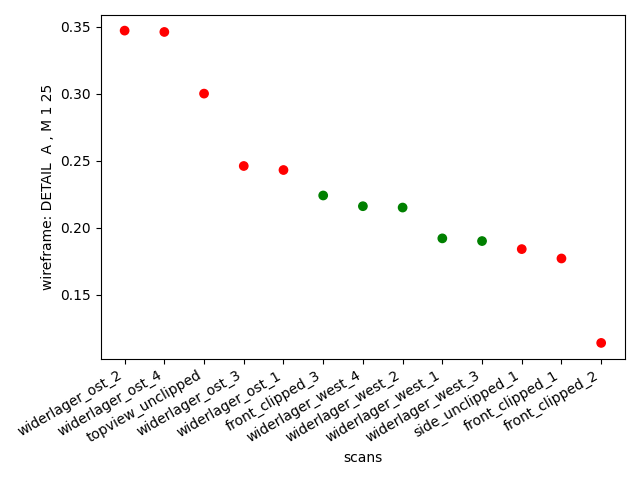 0.35
0.30
0.25
0.20
0.15
wireframe: DETAIL  A , M 1 25
widerlager_ost_2
widerlager_ost_4
topview_unclipped
widerlager_ost_3
widerlager_ost_1
front_clipped_3
widerlager_west_4
widerlager_west_2
widerlager_west_1
widerlager_west_3
side_unclipped_1
front_clipped_1
front_clipped_2
scans